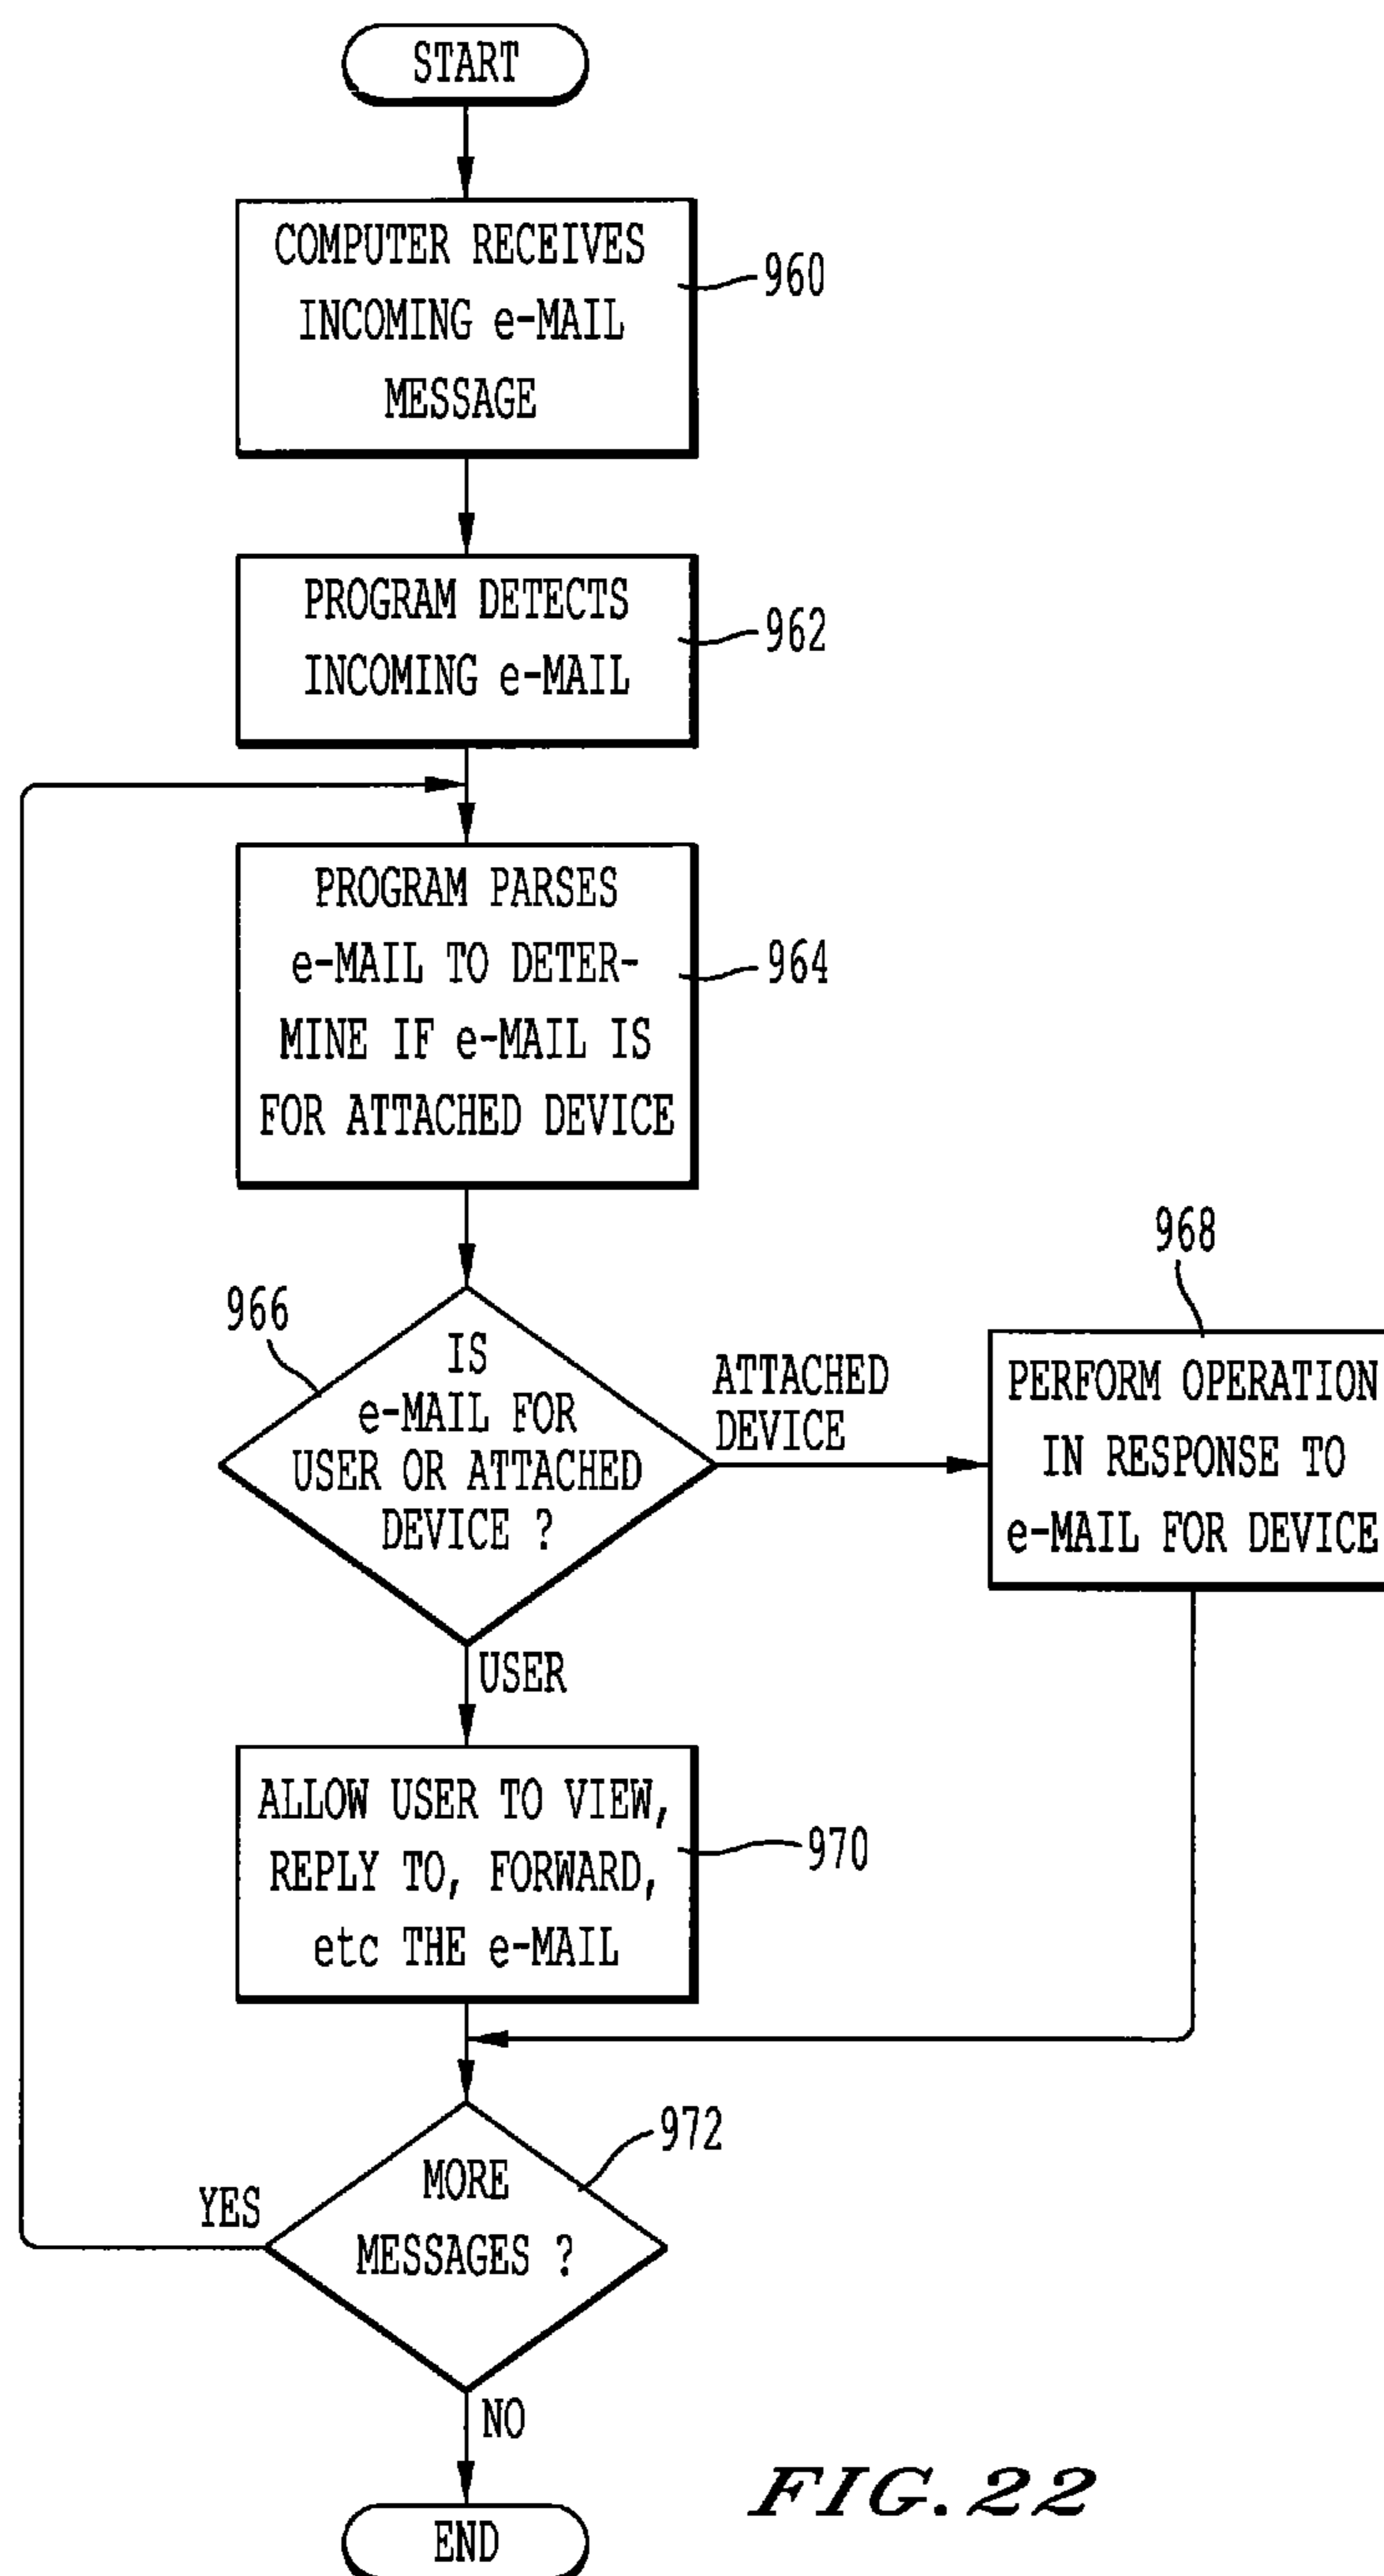 START
COMPUTER RECEIVES
INCOMING e-MAIL
MESSAGE
960
PROGRAM DETECTS
INCOMING e-MAIL
962
PROGRAM PARSES
e-MAIL TO DETER-
MINE IF e-MAIL IS
FOR ATTACHED DEVICE
964
966
IS
e-MAIL FOR
USER OR ATTACHED
DEVICE ?
ATTACHED
DEVICE
968
PERFORM OPERATION
IN RESPONSE TO
e-MAIL FOR DEVICE
USER
ALLOW USER TO VIEW,
REPLY TO, FORWARD,
etc THE e-MAIL
970
972
MORE
MESSAGES ?
YES
NO
END
FIG. 22